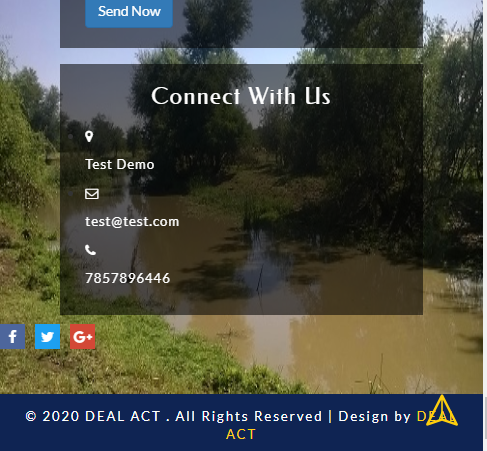 Send Now
Connect With Us
Test Demo
test@test.com
7857896446
f
G+
© 2020 DEAL ACT . All Rights Reserved | Design by DEAL
ACT